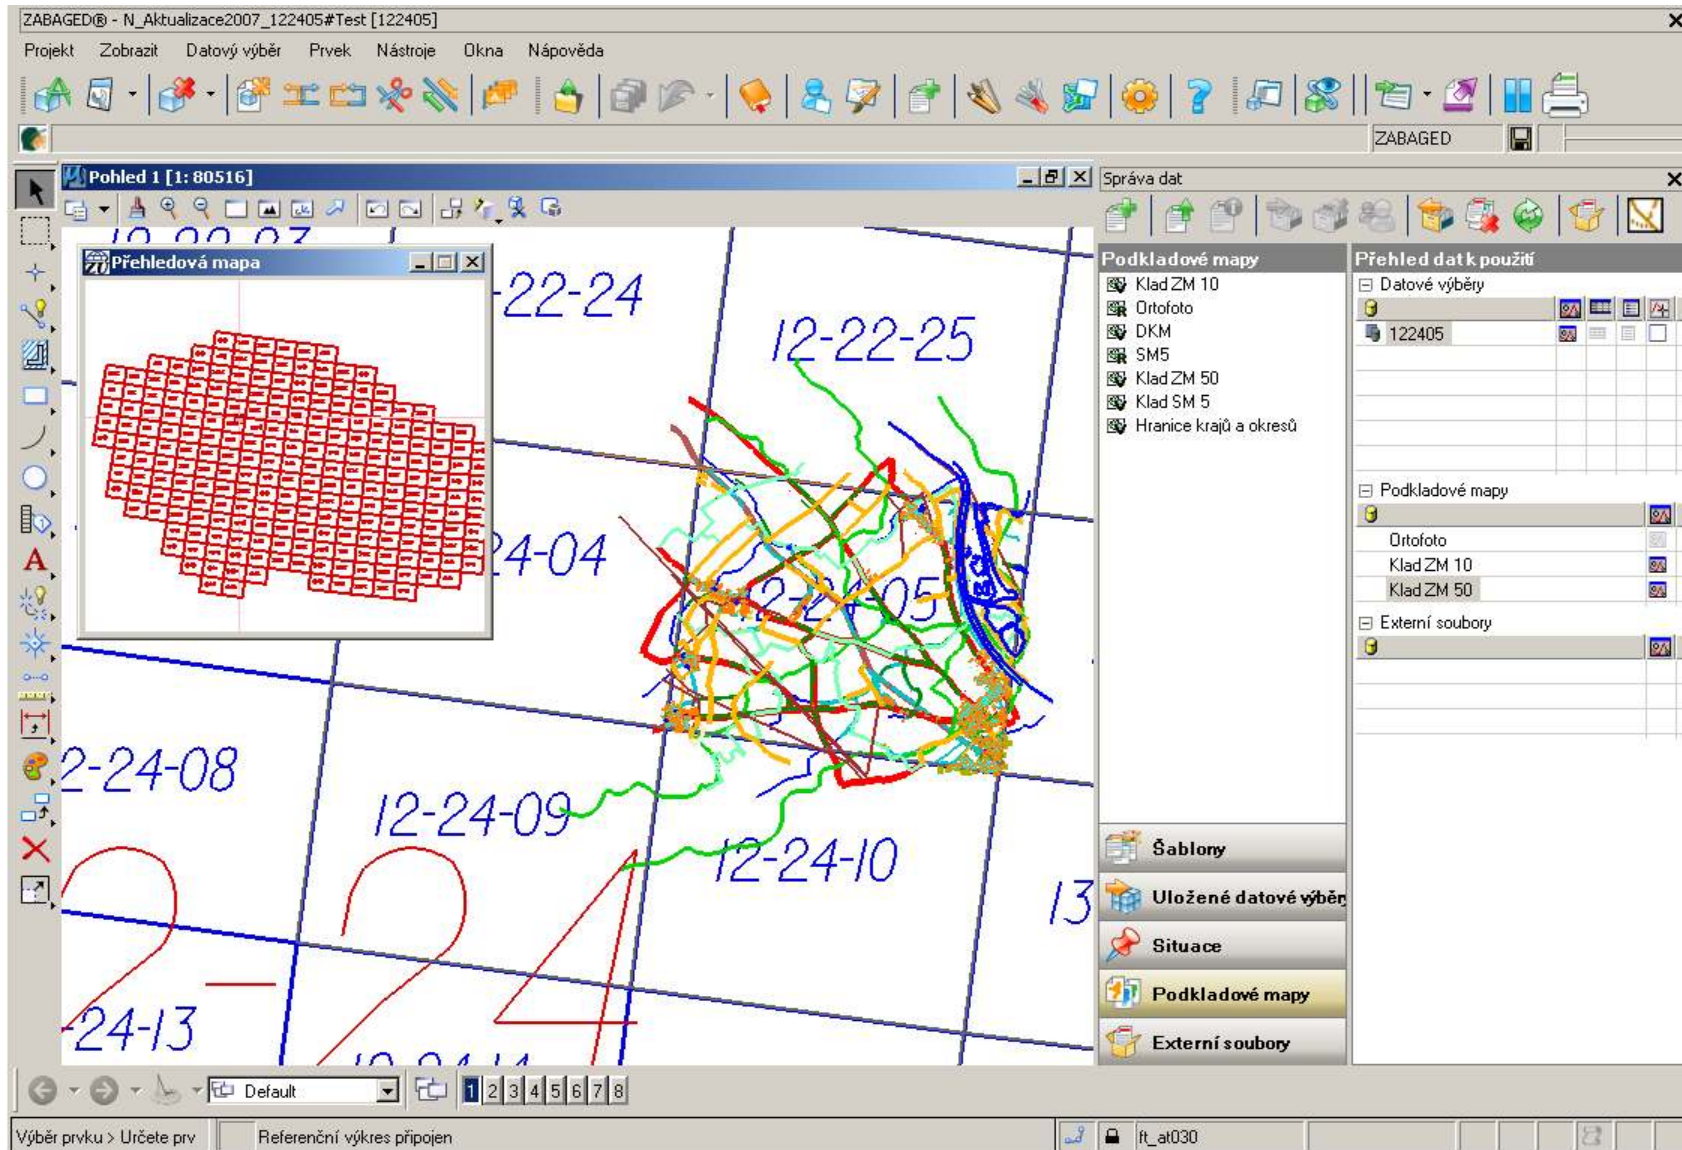 ZABAGED® - N_Aktualizace2007_122405#Test [122405]
Projekt Zobrazit Datový výběr Prvek Nástroje Okna Nápověda
ZABAGED
Pohled 1 [1: 80516]
Přehledová mapa
-22-24
12-22-25
24-04
2-24-08
12-24-09
12-24-10
13
2-24
-24-13
Správa dat
Podkladové mapy
Klad ZM 10
Ortofoto
DKM
SM5
Klad ZM 50
Klad SM 5
Hranice krajů a okresů
Šablony
Uložené datové výběr
Situace
Podkladové mapy
Externí soubory
Přehled dat k použití
Datové výběry
122405
Podkladové mapy
Ortofoto
Klad ZM 10
Klad ZM 50
Externí soubory
Default
1 2 3 4 5 6 7 8
Výběr prvku > Určete prv
Referenční výkres připojen
ft_at030